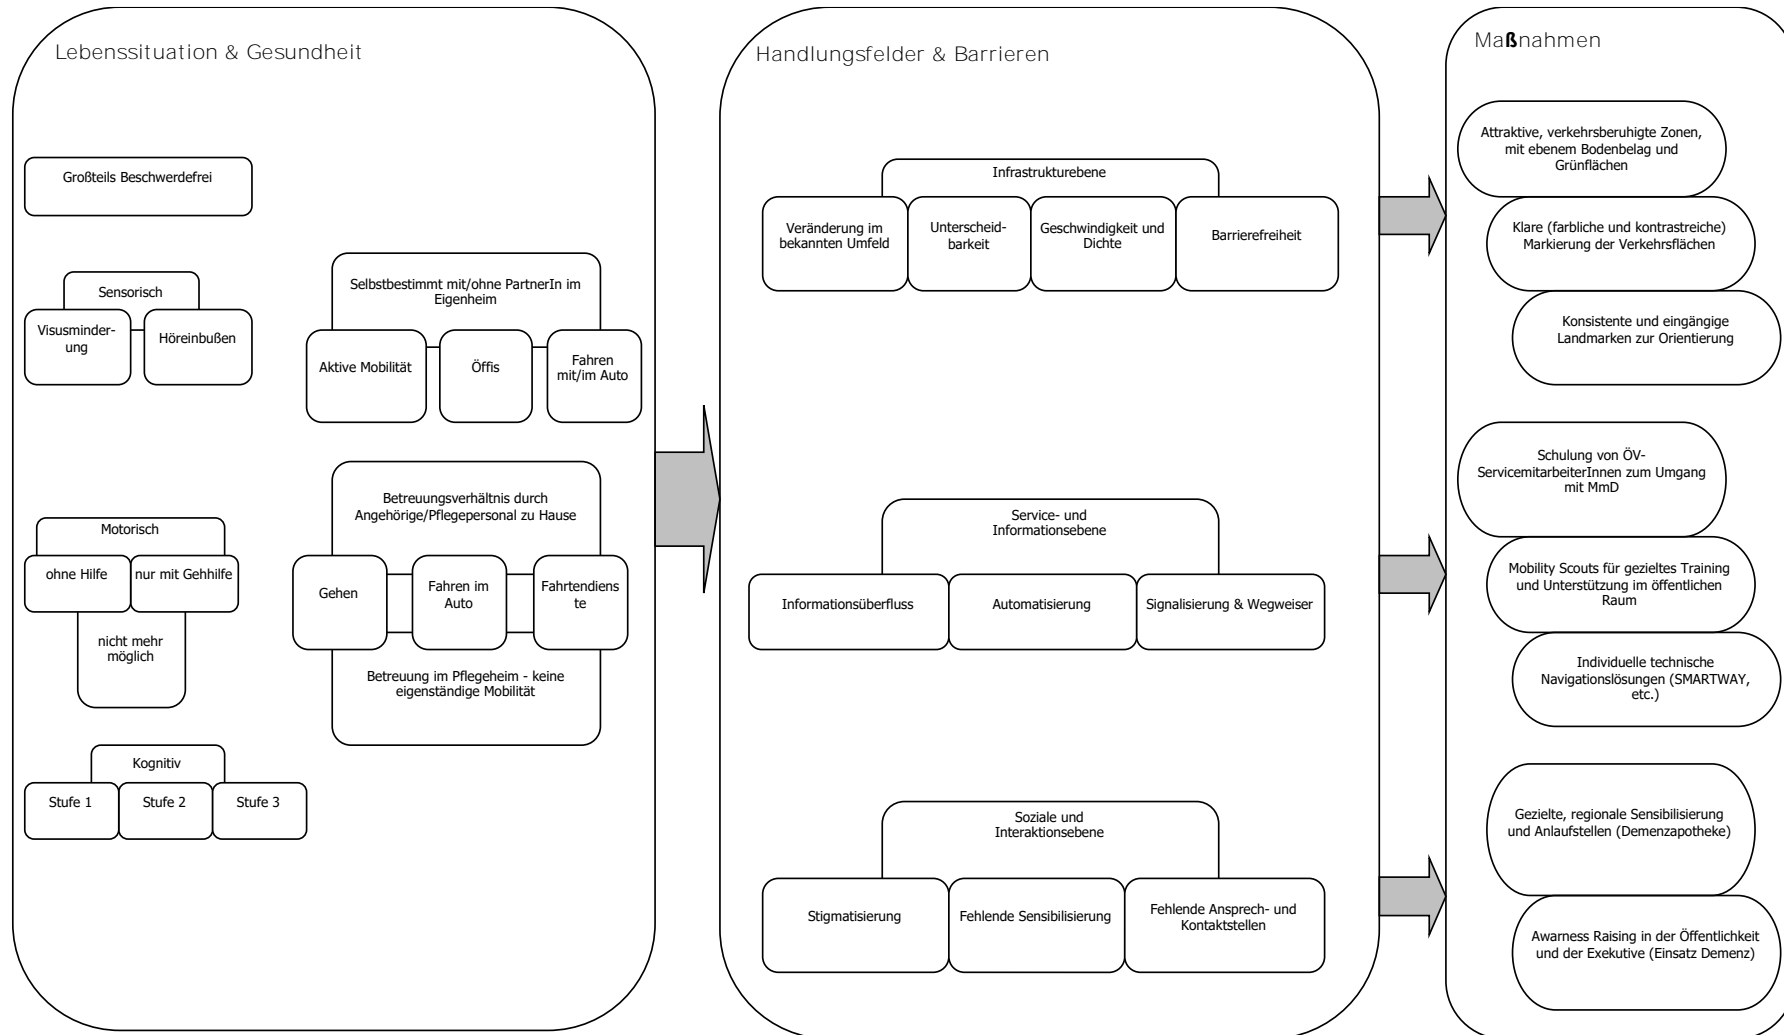 Lebenssituation & Gesundheit
Großteils Beschwerdefrei
Sensorisch
Visusminder-
ung
Höreinbußen
Motorisch
ohne Hilfe
nur mit Gehhilfe
nicht mehr
möglich
Kognitiv
Stufe 1
Stufe 2
Stufe 3
Selbstbestimmt mit/ohne PartnerIn im
Eigenheim
Aktive Mobilität
Öffis
Fahren
mit/im Auto
Betreuungsverhältnis durch
Angehörige/Pflegepersonal zu Hause
Gehen
Fahren im
Auto
Fahrtendiens
te
Betreuung im Pflegeheim - keine
eigenständige Mobilität
Handlungsfelder & Barrieren
Infrastrukturebene
Veränderung im
bekannten Umfeld
Unterscheid-
barkeit
Geschwindigkeit und
Dichte
Barrierefreiheit
Service- und
Informationsebene
Informationsüberfluss
Automatisierung
Signalisierung & Wegweiser
Soziale und
Interaktionsebene
Stigmatisierung
Fehlende Sensibilisierung
Fehlende Ansprech- und
Kontaktstellen
Maßnahmen
Attraktive, verkehrsberuhigte Zonen,
mit ebenem Bodenbelag und
Grünflächen
Klare (farbliche und kontrastreiche)
Markierung der Verkehrsflächen
Konsistente und eingängige
Landmarken zur Orientierung
Schulung von ÖV-
ServicemitarbeiterInnen zum Umgang
mit MmD
Mobility Scouts für gezieltes Training
und Unterstützung im öffentlichen
Raum
Individuelle technische
Navigationslösungen (SMARTWAY,
etc.)
Gezielte, regionale Sensibilisierung
und Anlaufstellen (Demenzapotheke)
Awarness Raising in der Öffentlichkeit
und der Exekutive (Einsatz Demenz)